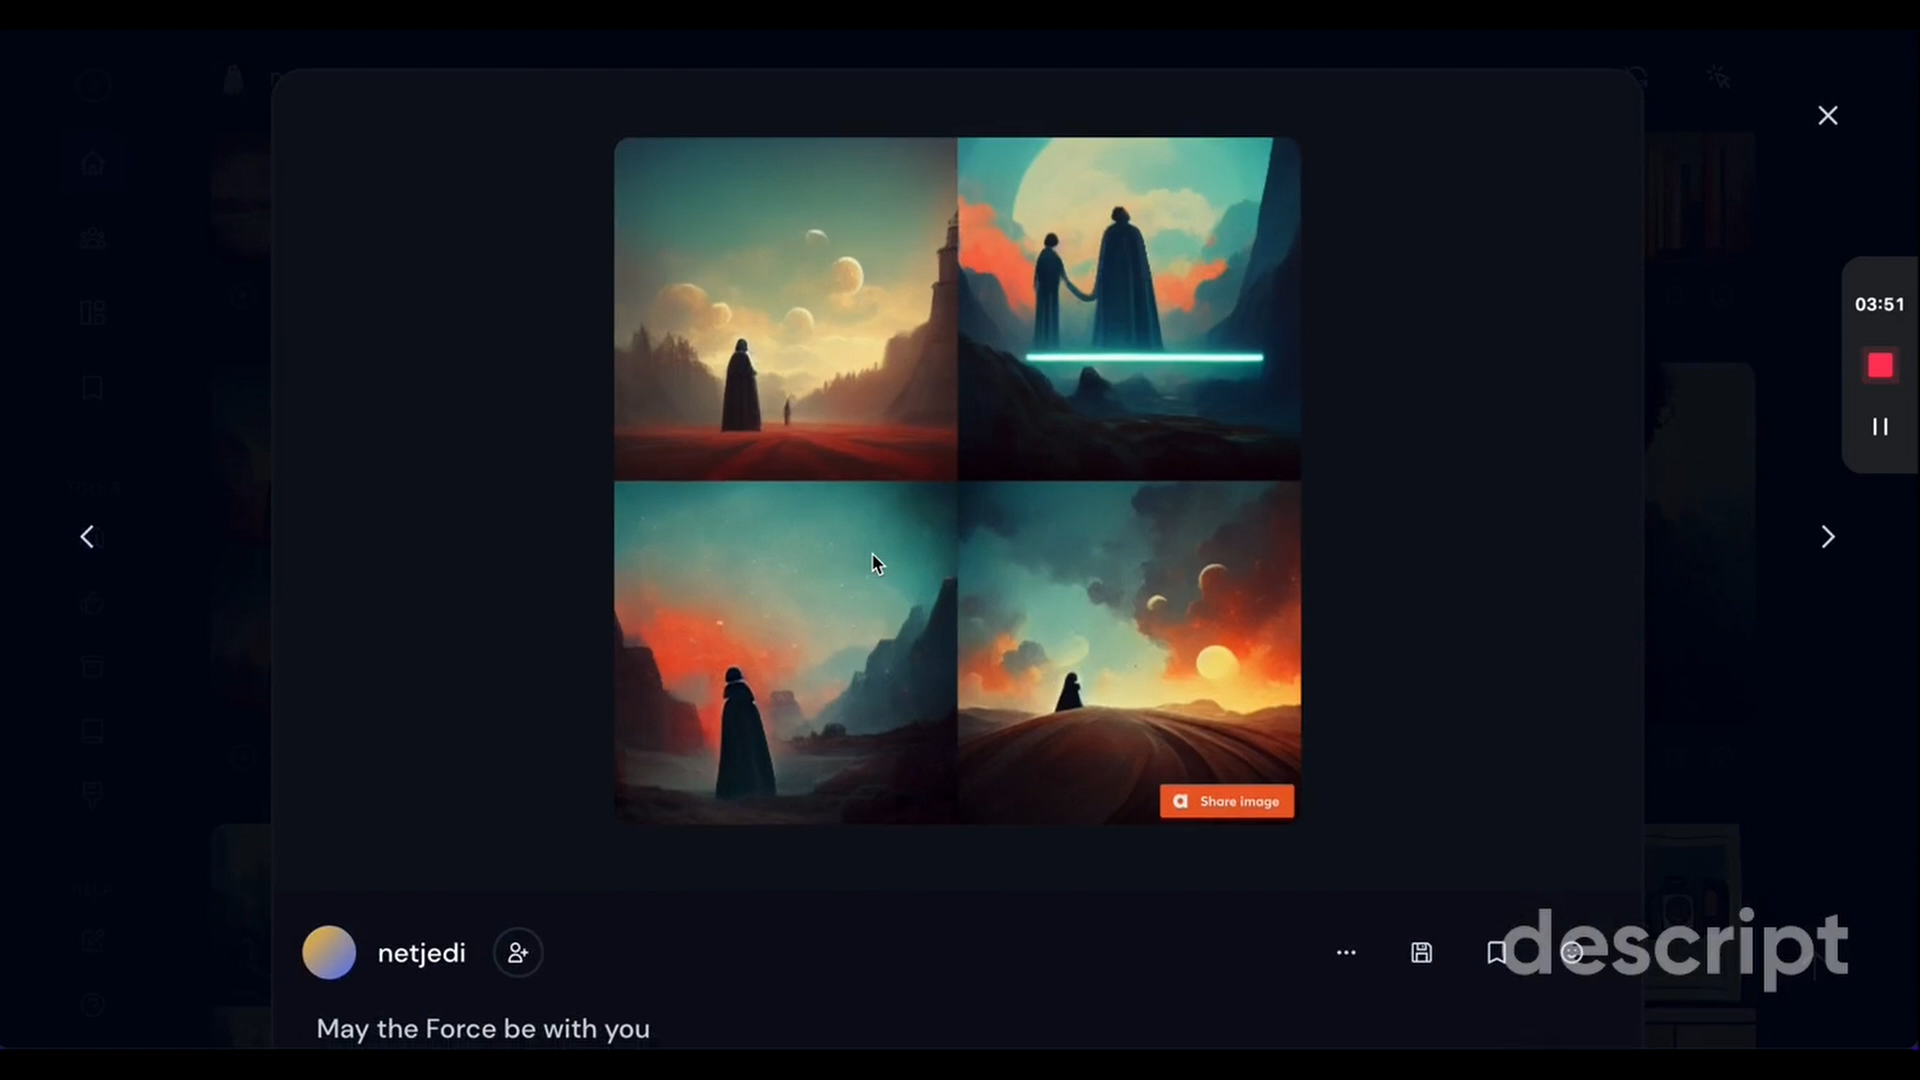 03:51
Share image
netjedi
descript
May the Force be with you